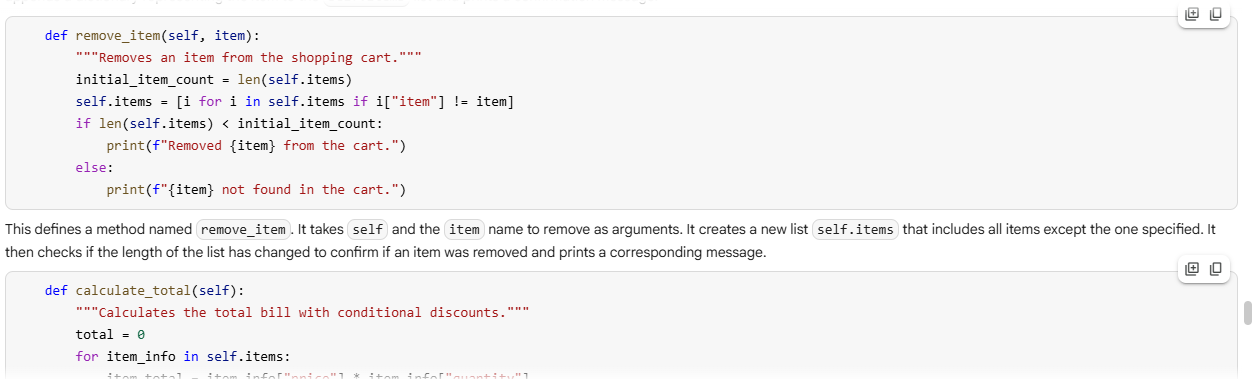 def remove_item(self, item):
"""Removes an item from the shopping cart."""
initial_item_count = len(self.items)
self.items = [i for i in self.items if i["item"] != item]
if len(self.items) < initial_item_count:
print(f"Removed {item} from the cart.")
else:
print(f"{item} not found in the cart.")
This defines a method named remove_item. It takes self and the item name to remove as arguments. It creates a new list self.items that includes all items except the one specified. It
then checks if the length of the list has changed to confirm if an item was removed and prints a corresponding message.
def calculate_total(self):
"""Calculates the total bill with conditional discounts."""
total = 0
for item_info in self.items:
item_total = item_info["price"] * item_info["quantity"]